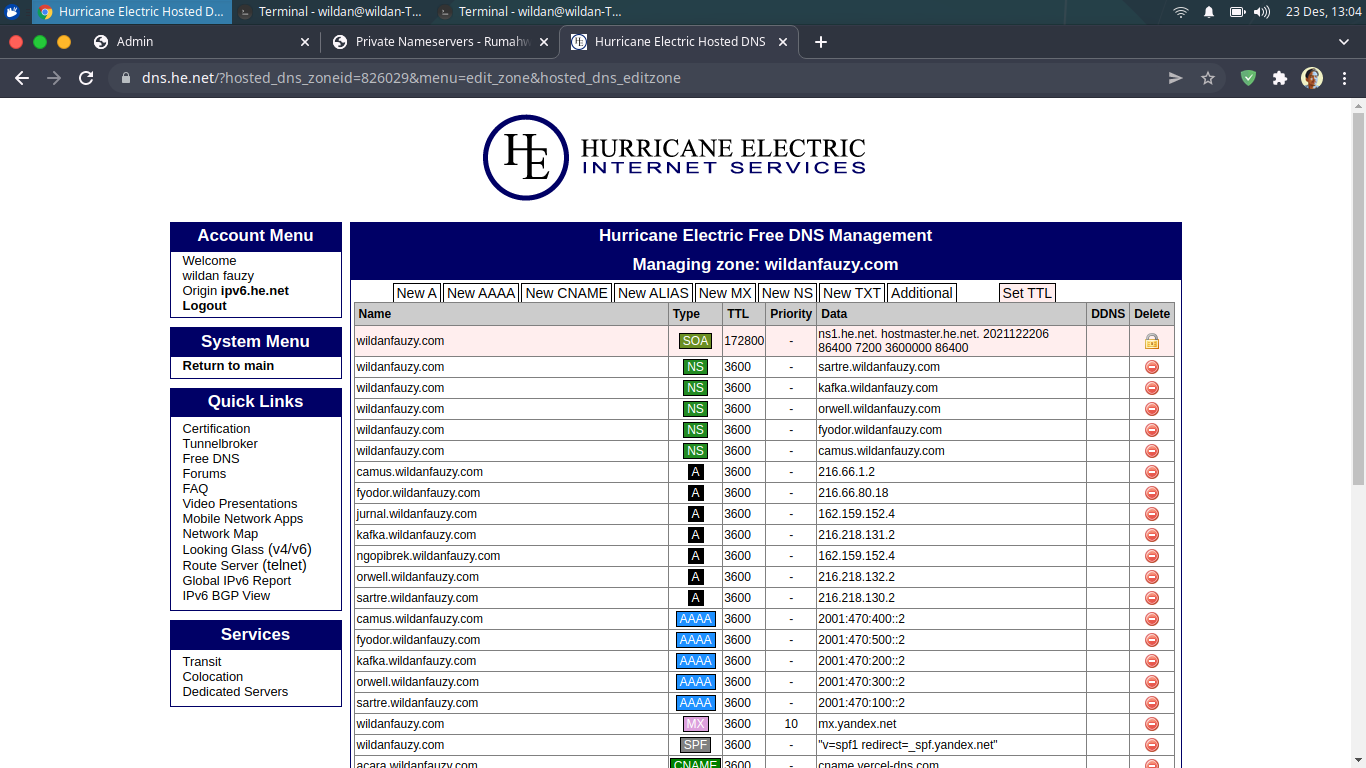 Hurricane Electric Hosted D...
Terminal - wildan@wildan-T...
Terminal - wildan@wildan-T...
23 Des, 13:04
Admin
Private Nameservers - Rumahw
Hurricane Electric Hosted DNS
dns.he.net/?hosted_dns_zoneid=826029&menu=edit_zone&hosted_dns_editzone
HE
HURRICANE ELECTRIC
INTERNET SERVICES
Account Menu
Welcome
wildan fauzy
Origin ipv6.he.net
Logout
System Menu
Return to main
Quick Links
Certification
Tunnelbroker
Free DNS
Forums
FAQ
Video Presentations
Mobile Network Apps
Network Map
Looking Glass (v4/v6)
Route Server (telnet)
Global IPv6 Report
IPv6 BGP View
Services
Transit
Colocation
Dedicated Servers
Hurricane Electric Free DNS Management
Managing zone: wildanfauzy.com
New A New AAAA New CNAME New ALIAS New MX New NS New TXT Additional Set TTL
Name Type TTL Priority Data DDNS Delete
wildanfauzy.com SOA 172800 - ns1.he.net. hostmaster.he.net. 2021122206
86400 7200 3600000 86400
wildanfauzy.com NS 3600 - sartre.wildanfauzy.com
wildanfauzy.com NS 3600 - kafka.wildanfauzy.com
wildanfauzy.com NS 3600 - orwell.wildanfauzy.com
wildanfauzy.com NS 3600 - fyodor.wildanfauzy.com
wildanfauzy.com NS 3600 - camus.wildanfauzy.com
camus.wildanfauzy.com A 3600 - 216.66.1.2
fyodor.wildanfauzy.com A 3600 - 216.66.80.18
jurnal.wildanfauzy.com A 3600 - 162.159.152.4
kafka.wildanfauzy.com A 3600 - 216.218.131.2
ngopibrek.wildanfauzy.com A 3600 - 162.159.152.4
orwell.wildanfauzy.com A 3600 - 216.218.132.2
sartre.wildanfauzy.com A 3600 - 216.218.130.2
camus.wildanfauzy.com AAAA 3600 - 2001:470:400::2
fyodor.wildanfauzy.com AAAA 3600 - 2001:470:500::2
kafka.wildanfauzy.com AAAA 3600 - 2001:470:200::2
orwell.wildanfauzy.com AAAA 3600 - 2001:470:300::2
sartre.wildanfauzy.com AAAA 3600 - 2001:470:100::2
wildanfauzy.com MX 3600 10 mx.yandex.net
wildanfauzy.com SPF 3600 - "v=spf1 redirect=_spf.yandex.net"
acara.wildanfauzy.com CNAME 3600 - cname.vercel-dns.com